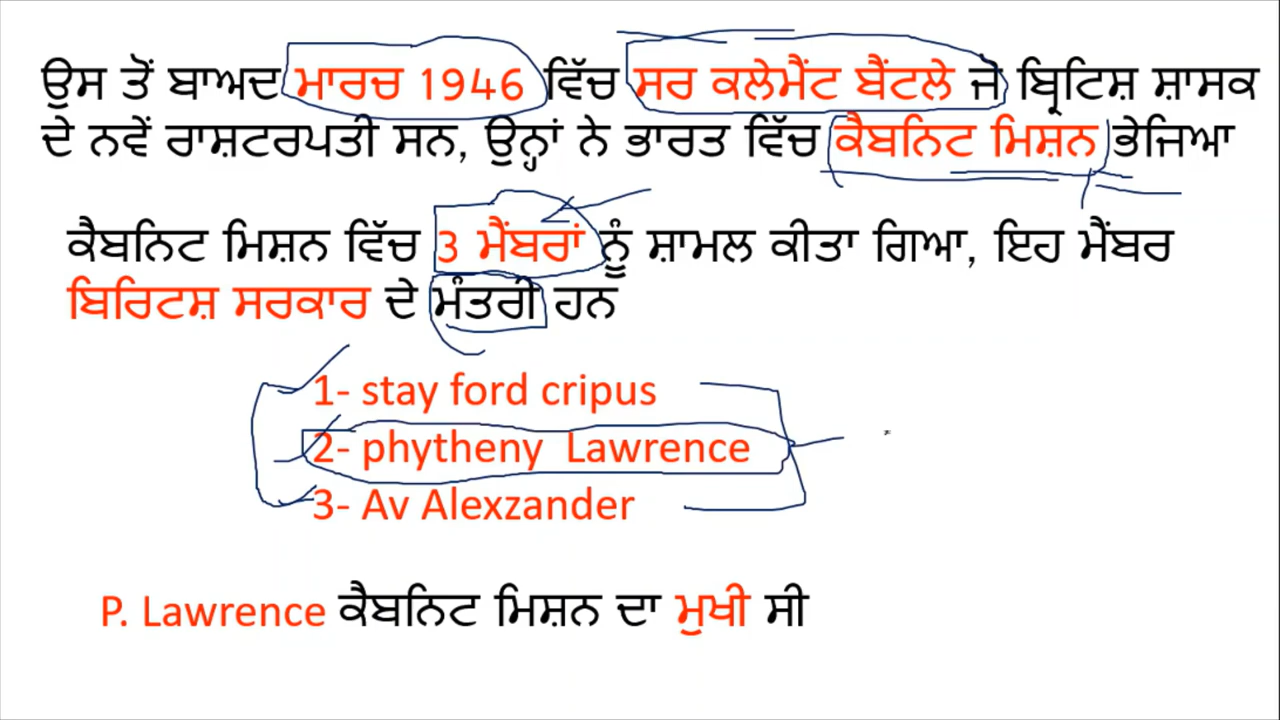 ਉਸ ਤੋਂ ਬਾਅਦ ਮਾਰਚ 1946 ਵਿੱਚ ਸਰ ਕਲੇਮੈਂਟ ਬੈਂਟਲੇ ਜੋ ਬ੍ਰਿਟਿਸ਼ ਸ਼ਾਸਕ
ਦੇ ਨਵੇਂ ਰਾਸ਼ਟਰਪਤੀ ਸਨ, ਉਨ੍ਹਾਂ ਨੇ ਭਾਰਤ ਵਿੱਚ ਕੈਬਨਿਟ ਮਿਸ਼ਨ ਭੇਜਿਆ
ਕੈਬਨਿਟ ਮਿਸ਼ਨ ਵਿੱਚ 3 ਮੈਂਬਰਾਂ ਨੂੰ ਸ਼ਾਮਲ ਕੀਤਾ ਗਿਆ, ਇਹ ਮੈਂਬਰ
ਬਿਰਿਟਸ਼ ਸਰਕਾਰ ਦੇ ਮੰਤਰੀ ਹਨ
1- stay ford cripus
2- phytheny Lawrence
3- Av Alexzander
P. Lawrence ਕੈਬਨਿਟ ਮਿਸ਼ਨ ਦਾ ਮੁਖੀ ਸੀ